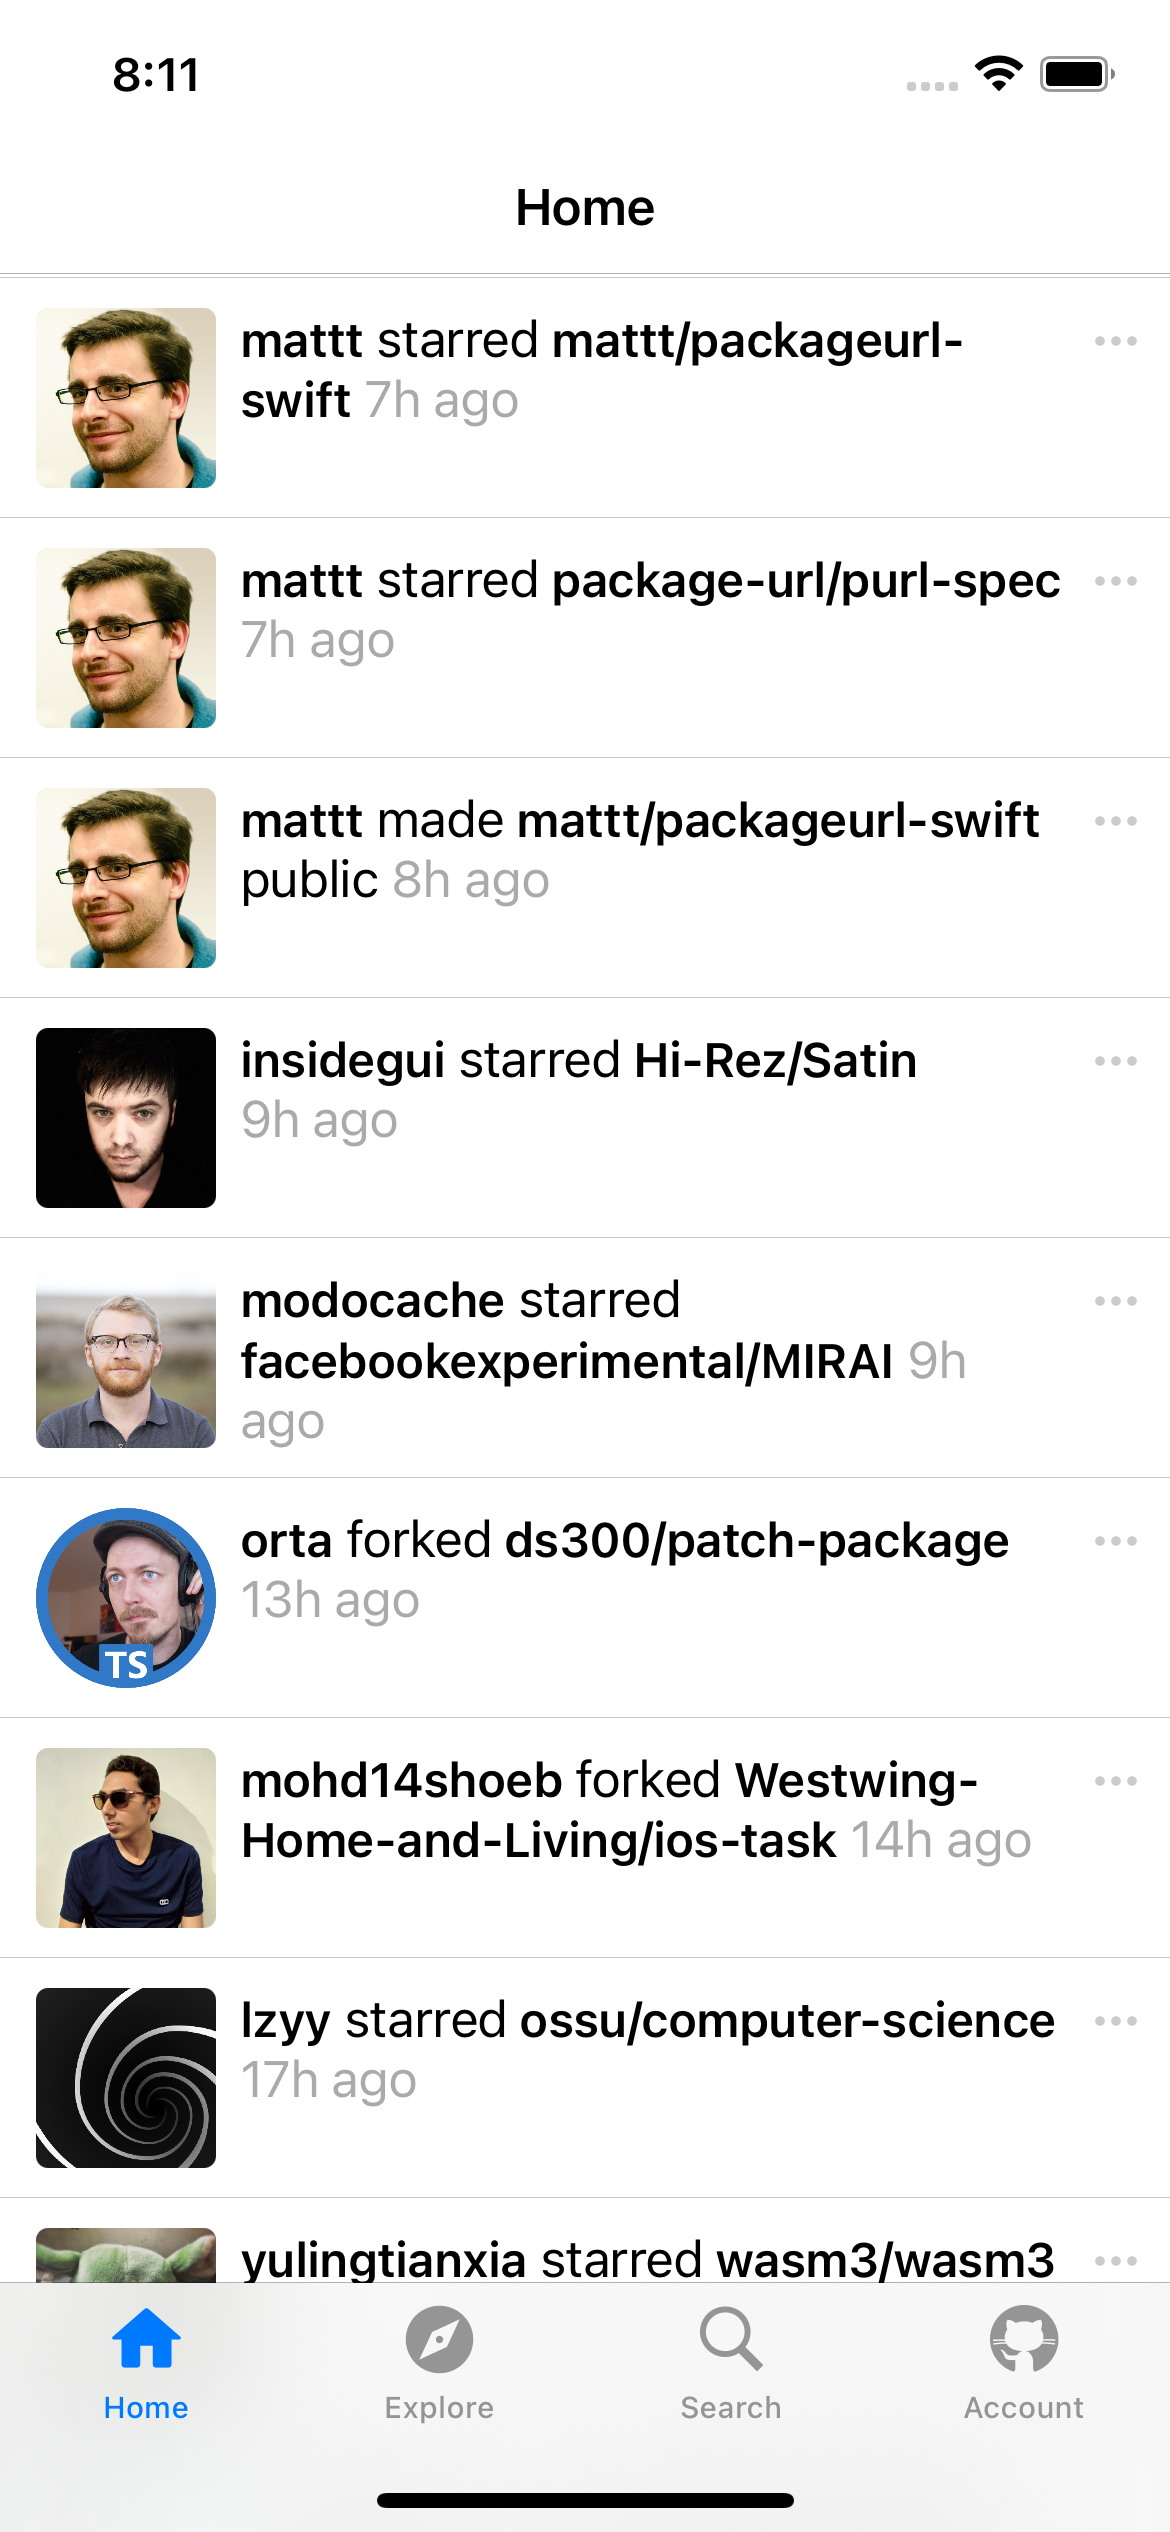 8:11
Home
mattt starred mattt/packageurl-
swift 7h ago
mattt starred package-url/purl-spec
7h ago
mattt made mattt/packageurl-swift
public 8h ago
insidegui starred Hi-Rez/Satin
9h ago
modocache starred
facebookexperimental/MIRAI 9h
ago
orta forked ds300/patch-package
13h ago
TS
mohd14shoeb forked Westwing-
Home-and-Living/ios-task 14h ago
lzyy starred ossu/computer-science
17h ago
yulingtianxia starred wasm3/wasm3
Home
Explore
Search
Account